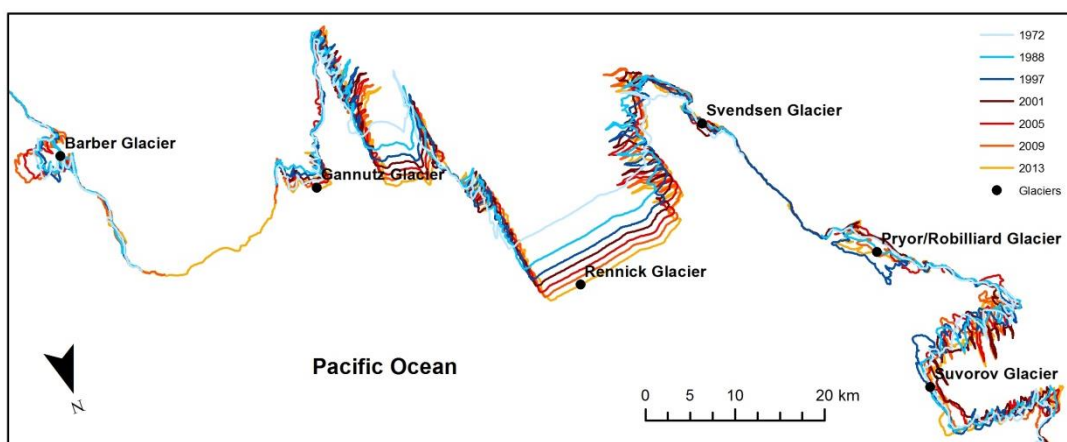 1972
1988
1997
2001
2005
2009
2013
Glaciers
Barber Glacier
Gannutz Glacier
Svendsen Glacier
Pryor/Robilliard Glacier
Rennick Glacier
Suvorov Glacier
Pacific Ocean
N
0 5 10 20 km